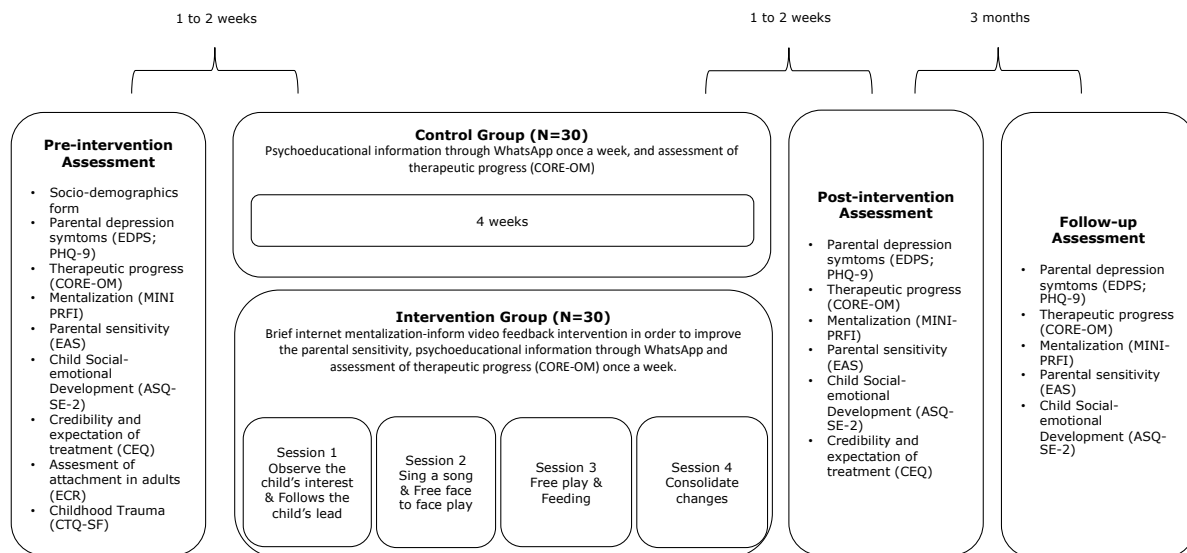 1 to 2 weeks
1 to 2 weeks
3 months
Pre-intervention
Assessment
• Socio-demographics
form
• Parental depression
symtoms (EDPS;
PHQ-9)
• Therapeutic progress
(CORE-OM)
• Mentalization (MINI
PRFI)
• Parental sensitivity
(EAS)
• Child Social-
emotional
Development (ASQ-
SE-2)
• Credibility and
expectation of
treatment (CEQ)
• Assesment of
attachment in adults
(ECR)
• Childhood Trauma
(CTQ-SF)
Control Group (N=30)
Psychoeducational information through WhatsApp once a week, and assessment of
therapeutic progress (CORE-OM)
4 weeks
Intervention Group (N=30)
Brief internet mentalization-inform video feedback intervention in order to improve
the parental sensitivity, psychoeducational information through WhatsApp and
assessment of therapeutic progress (CORE-OM) once a week.
Session 1
Observe the
child's interest
& Follows the
child's lead
Session 2
Sing a song
& Free face
to face play
Session 3
Free play &
Feeding
Session 4
Consolidate
changes
Post-intervention
Assessment
• Parental depression
symtoms (EDPS;
PHQ-9)
• Therapeutic progress
(CORE-OM)
• Mentalization (MINI-
PRFI)
• Parental sensitivity
(EAS)
• Child Social-
emotional
Development (ASQ-
SE-2)
• Credibility and
expectation of
treatment (CEQ)
Follow-up
Assessment
• Parental depression
symtoms (EDPS;
PHQ-9)
• Therapeutic progress
(CORE-OM)
• Mentalization (MINI-
PRFI)
• Parental sensitivity
(EAS)
• Child Social-
emotional
Development (ASQ-
SE-2)